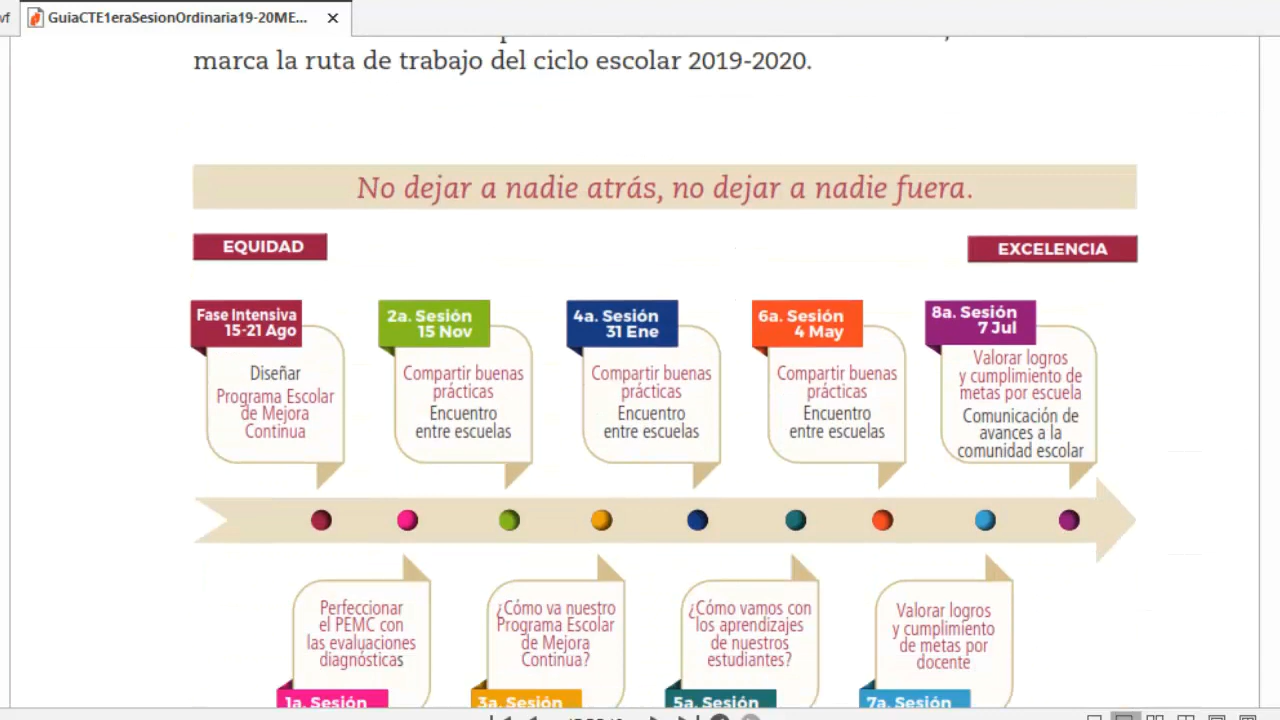 GuiaCTE1eraSesionOrdinaria19-20ME...
marca la ruta de trabajo del ciclo escolar 2019-2020.
No dejar a nadie atrás, no dejar a nadie fuera.
EQUIDAD
EXCELENCIA
Fase Intensiva
15-21 Ago
Diseñar
Programa Escolar
de Mejora
Continua
2a. Sesión
15 Nov
Compartir buenas
prácticas
Encuentro
entre escuelas
4a. Sesión
31 Ene
Compartir buenas
prácticas
Encuentro
entre escuelas
6a. Sesión
4 May
Compartir buenas
prácticas
Encuentro
entre escuelas
8a. Sesión
7 Jul
Valorar logros
y cumplimiento de
metas por escuela
Comunicación de
avances a la
comunidad escolar
Perfeccionar
el PEMC con
las evaluaciones
diagnósticas
1a. Sesión
¿Cómo va nuestro
Programa Escolar
de Mejora
Continua?
3a. Sesión
¿Cómo vamos con
los aprendizajes
de nuestros
estudiantes?
5a. Sesión
Valorar logros
y cumplimiento
de metas por
docente
7a. Sesión